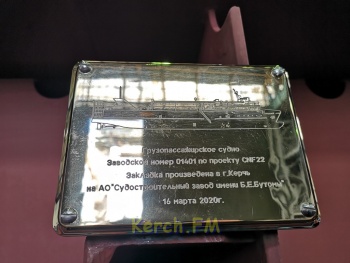 Грузопассажирское судно
Заводской номер 01401 по проекту CNF22
Закладка произведена в г.Керчь
на АО"Судостроительный завод имени Б.Е.Бутомы"
16 марта 2020г.
Kerch.FM